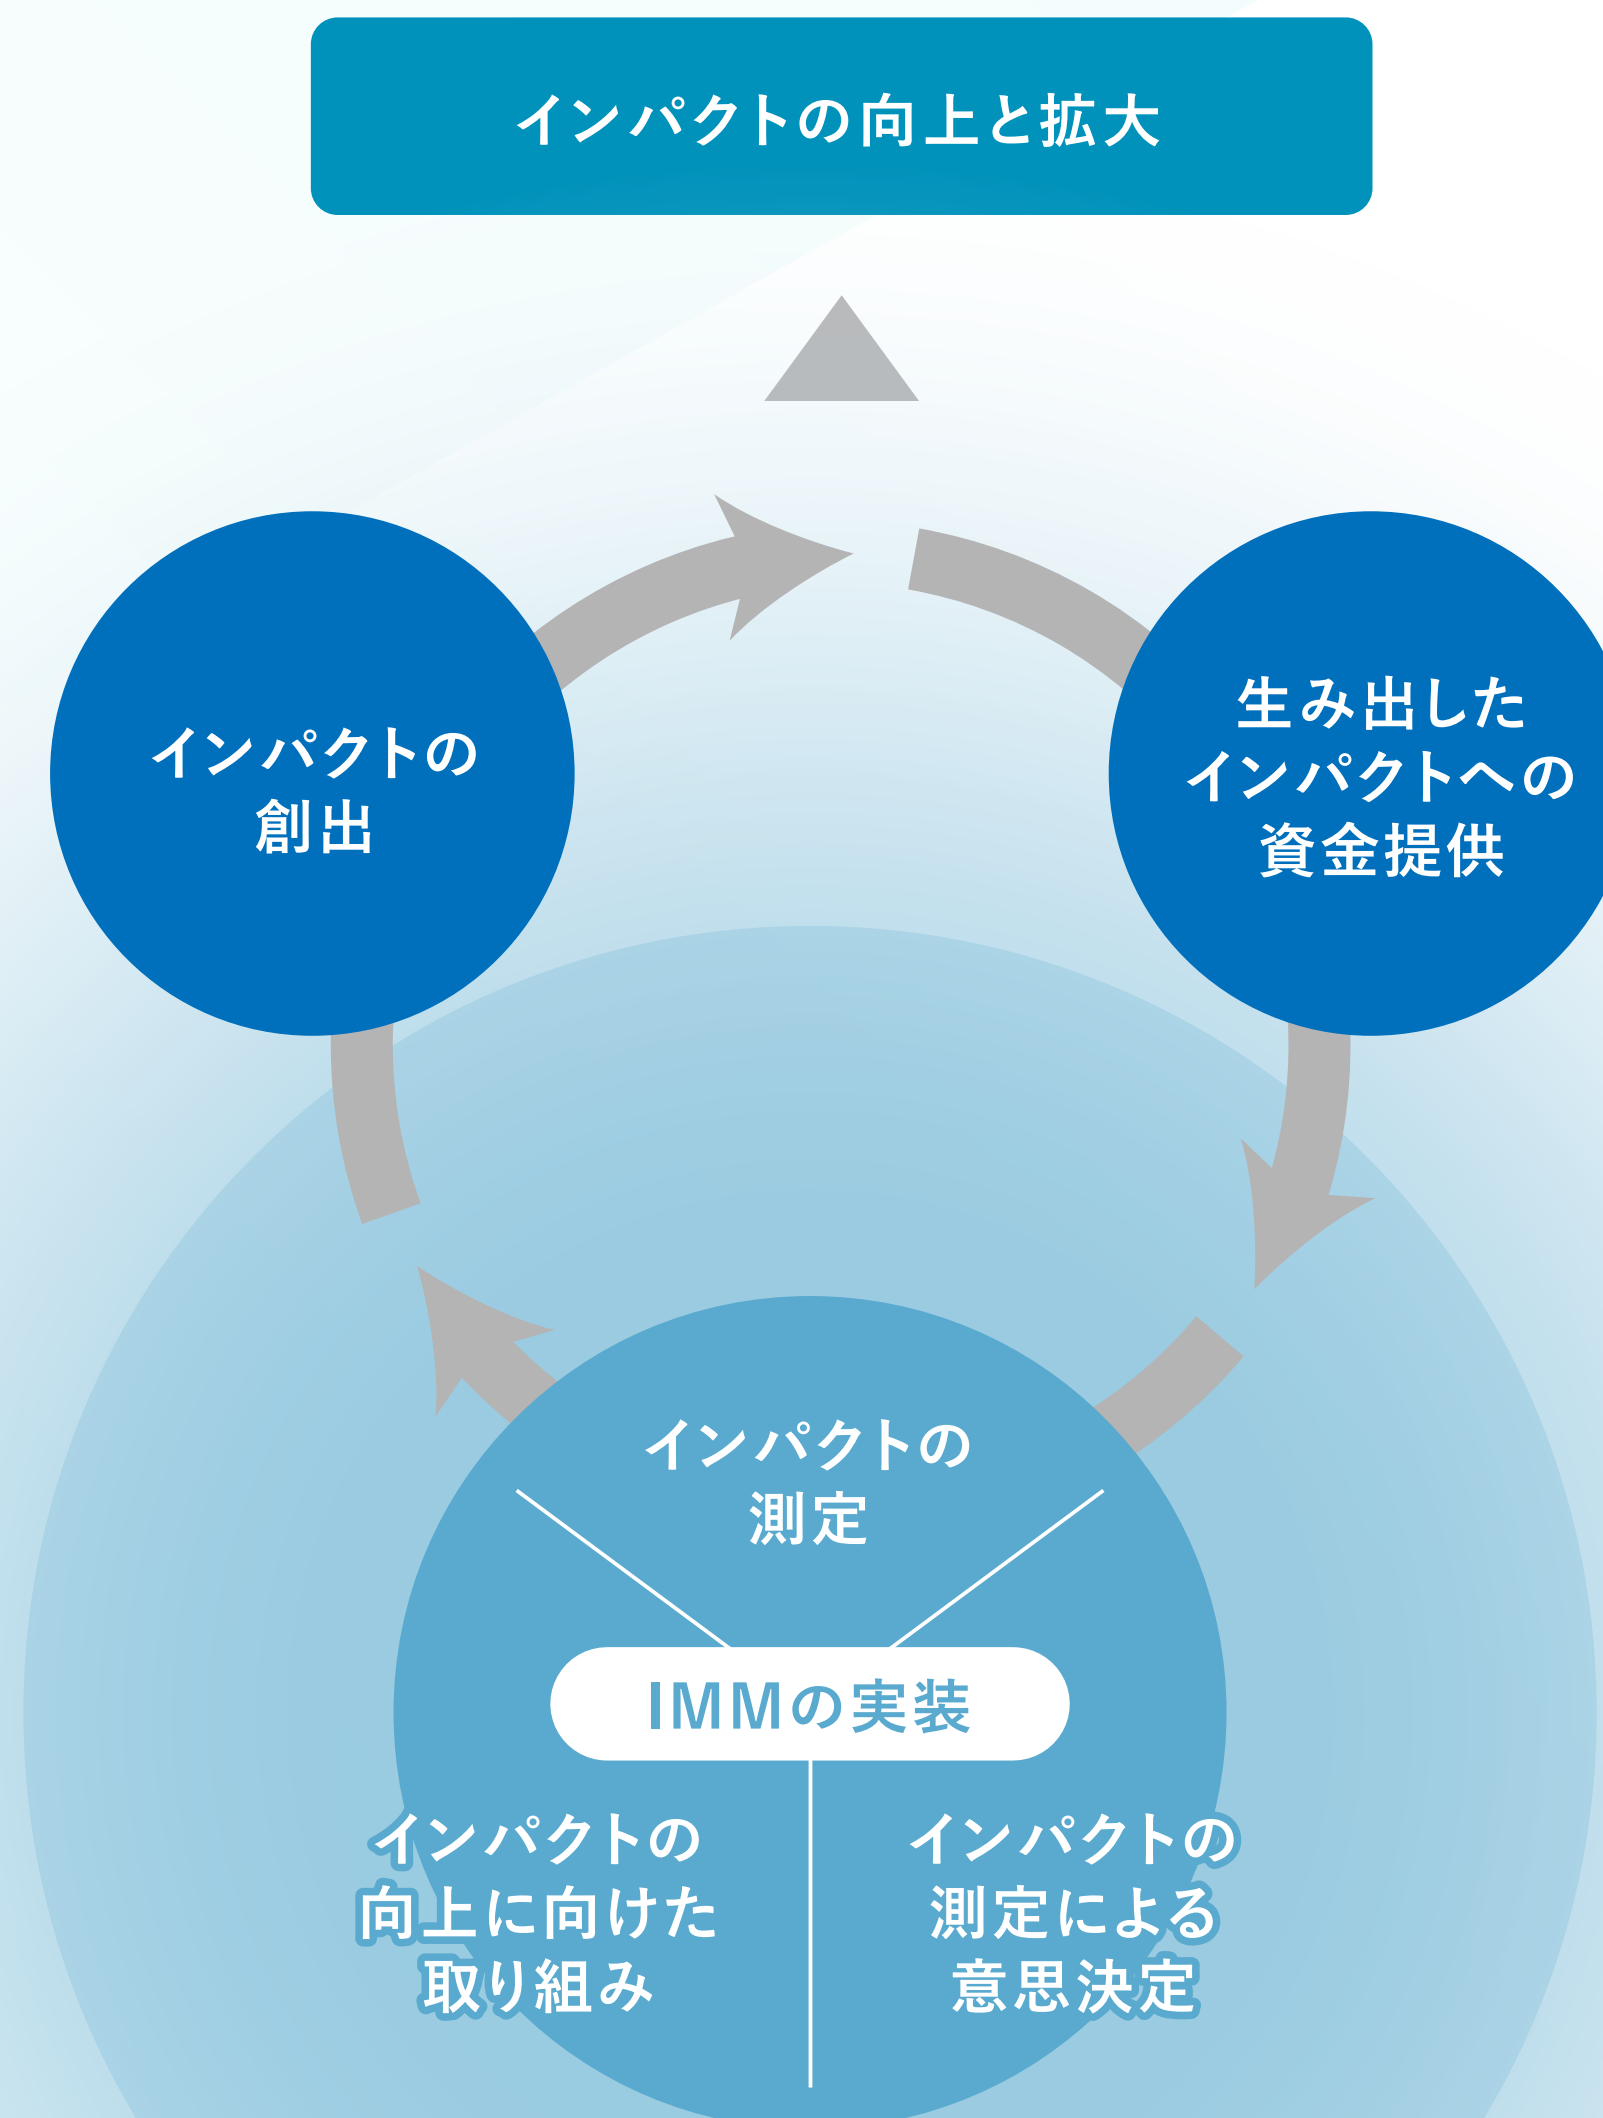 インパクトの向上と拡大
インパクトの
創出
生み出した
インパクトへの
資金提供
インパクトの
測定
IMMの実装
インパクトの
向上に向けた
取り組み
インパクトの
測定による
意思決定